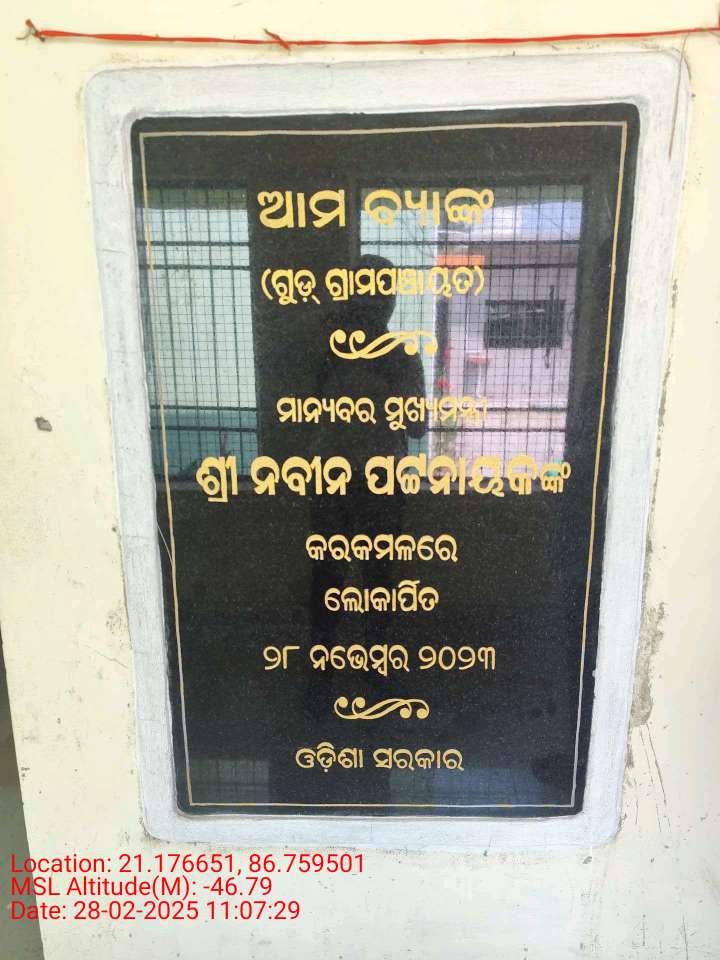 ଆମ ବ୍ୟାଙ୍କ
(ଗୁଡ଼୍ ଗ୍ରାମପଞ୍ଚାୟତ)
ମାନ୍ୟବର ମୁଖ୍ୟମନ୍ତ୍ରୀ
ଶ୍ରୀ ନବୀନ ପଟ୍ଟନାୟକଙ୍କ
କରକମଳରେ
ଲୋକାର୍ପିତ
୨୮ ନଭେମ୍ବର ୨୦୨୩
ଓଡ଼ିଶା ସରକାର
Location: 21.176651, 86.759501
MSL Altitude(M): -46.79
Date: 28-02-2025 11:07:29